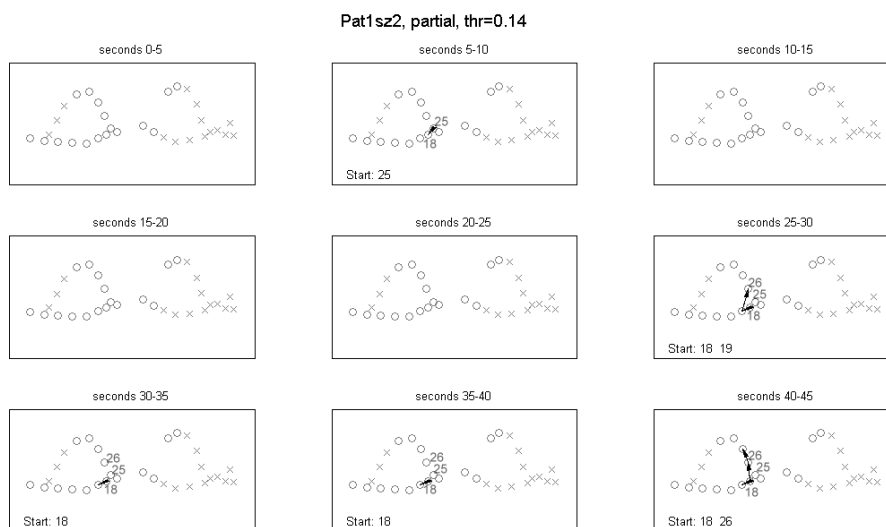 Pat1sz2, partial, thr=0.14
seconds 0-5
seconds 5-10
seconds 10-15
25
18
Start: 25
seconds 15-20
seconds 20-25
seconds 25-30
26
25
18
Start: 18 19
seconds 30-35
seconds 35-40
seconds 40-45
26
25
18
Start: 18
26
25
18
Start: 18
26
25
18
Start: 18 26